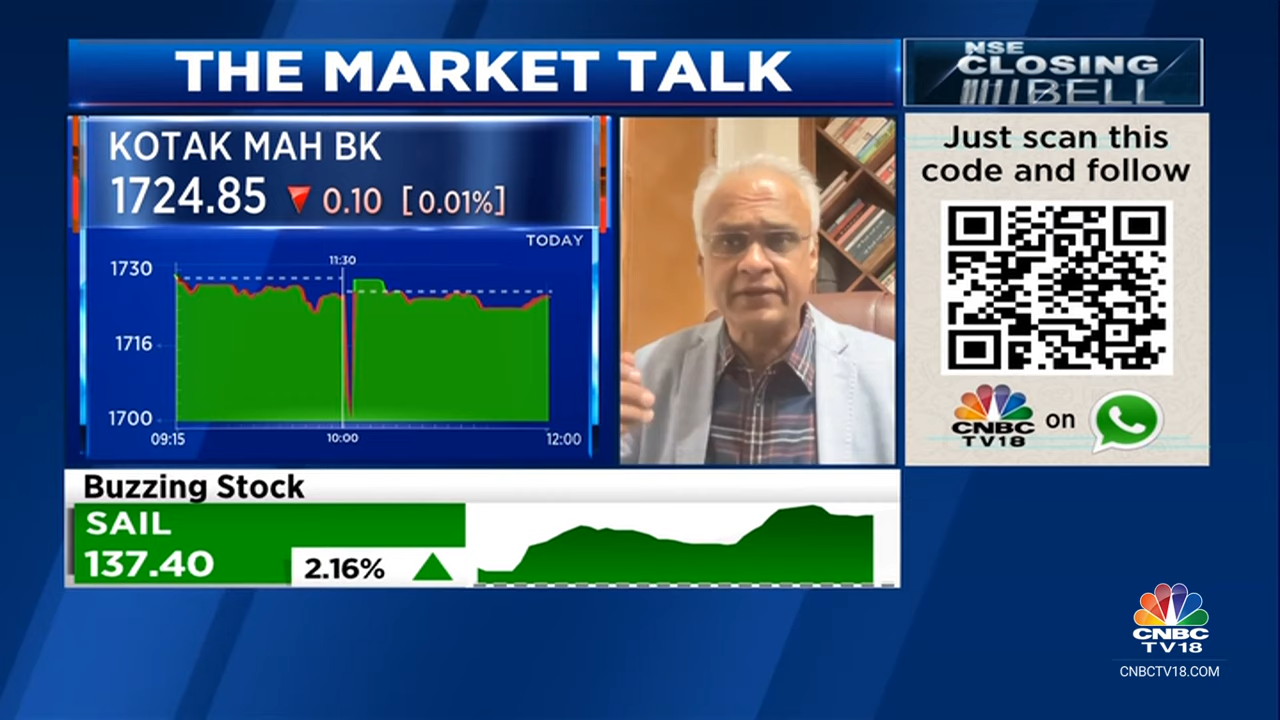 THE MARKET TALK
NSE
CLOSING
BELL
KOTAK MAH BK
1724.85 ▼ 0.10 [0.01%]
TODAY
1730
11:30
1716
1700
09:15
10:00
12:00
Just scan this
code and follow
CNBC
TV18
on
Buzzing Stock
SAIL
137.40
2.16% ▲
CNBC
TV18
CNBCTV18.COM